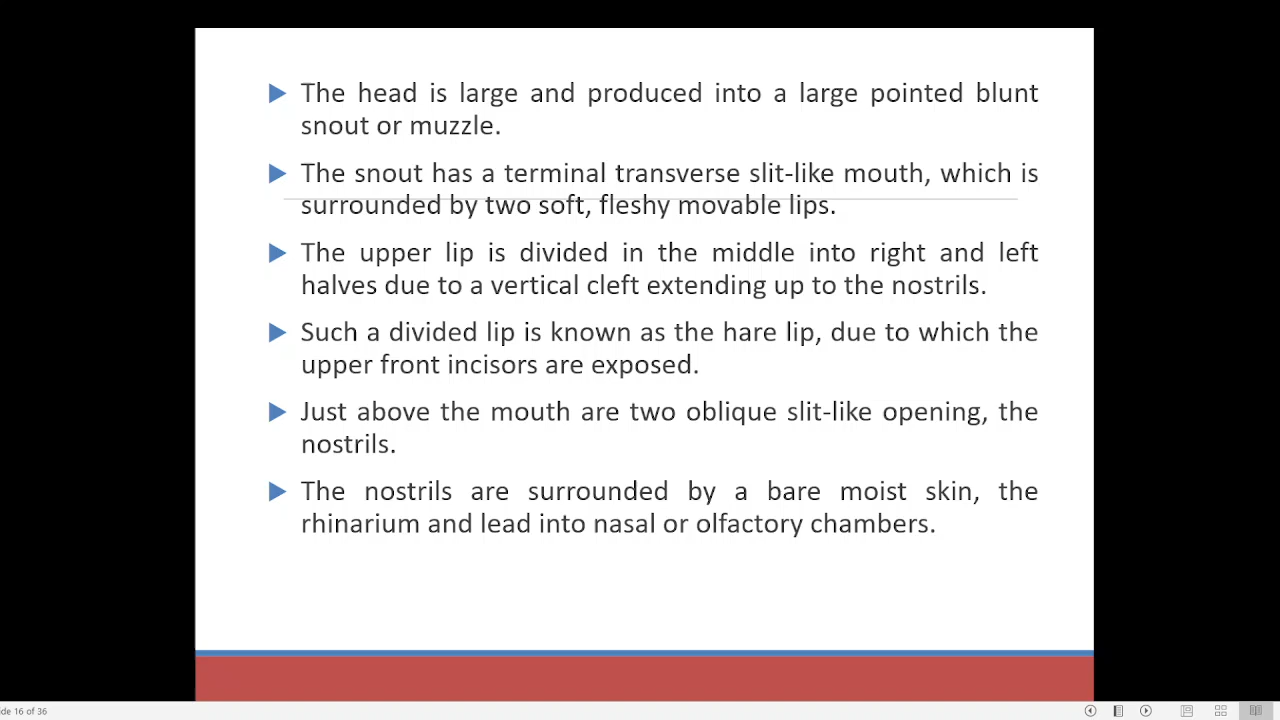 The head is large and produced into a large pointed blunt
snout or muzzle.
The snout has a terminal transverse slit-like mouth, which is
surrounded by two soft, fleshy movable lips.
The upper lip is divided in the middle into right and left
halves due to a vertical cleft extending up to the nostrils.
Such a divided lip is known as the hare lip, due to which the
upper front incisors are exposed.
Just above the mouth are two oblique slit-like opening, the
nostrils.
The nostrils are surrounded by a bare moist skin, the
rhinarium and lead into nasal or olfactory chambers.
de 16 of 36